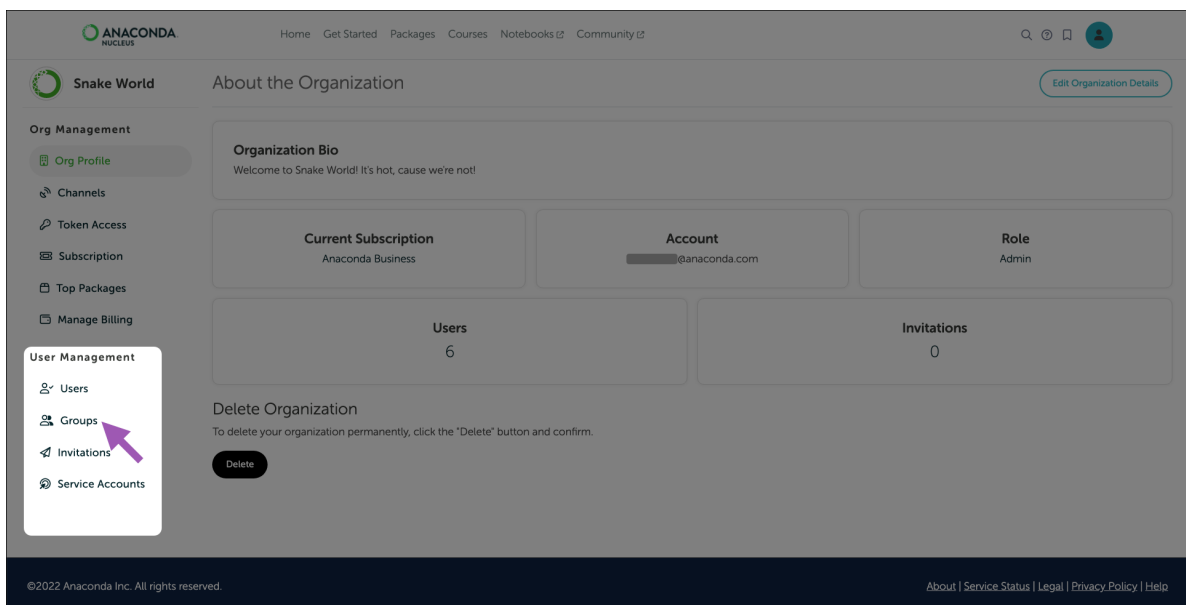 ANACONDA.
NUCLEUS
Home Get Started Packages Courses Notebooks Community
Snake World
About the Organization
Edit Organization Details
Org Management
Org Profile
Channels
Token Access
Subscription
Top Packages
Manage Billing
User Management
Users
Groups
Invitations
Service Accounts
Organization Bio
Welcome to Snake World! It's hot, cause we're not!
Current Subscription
Anaconda Business
Account
@anaconda.com
Role
Admin
Users
6
Invitations
0
Delete Organization
To delete your organization permanently, click the "Delete" button and confirm.
Delete
©2022 Anaconda Inc. All rights reserved.
About | Service Status | Legal | Privacy Policy | Help